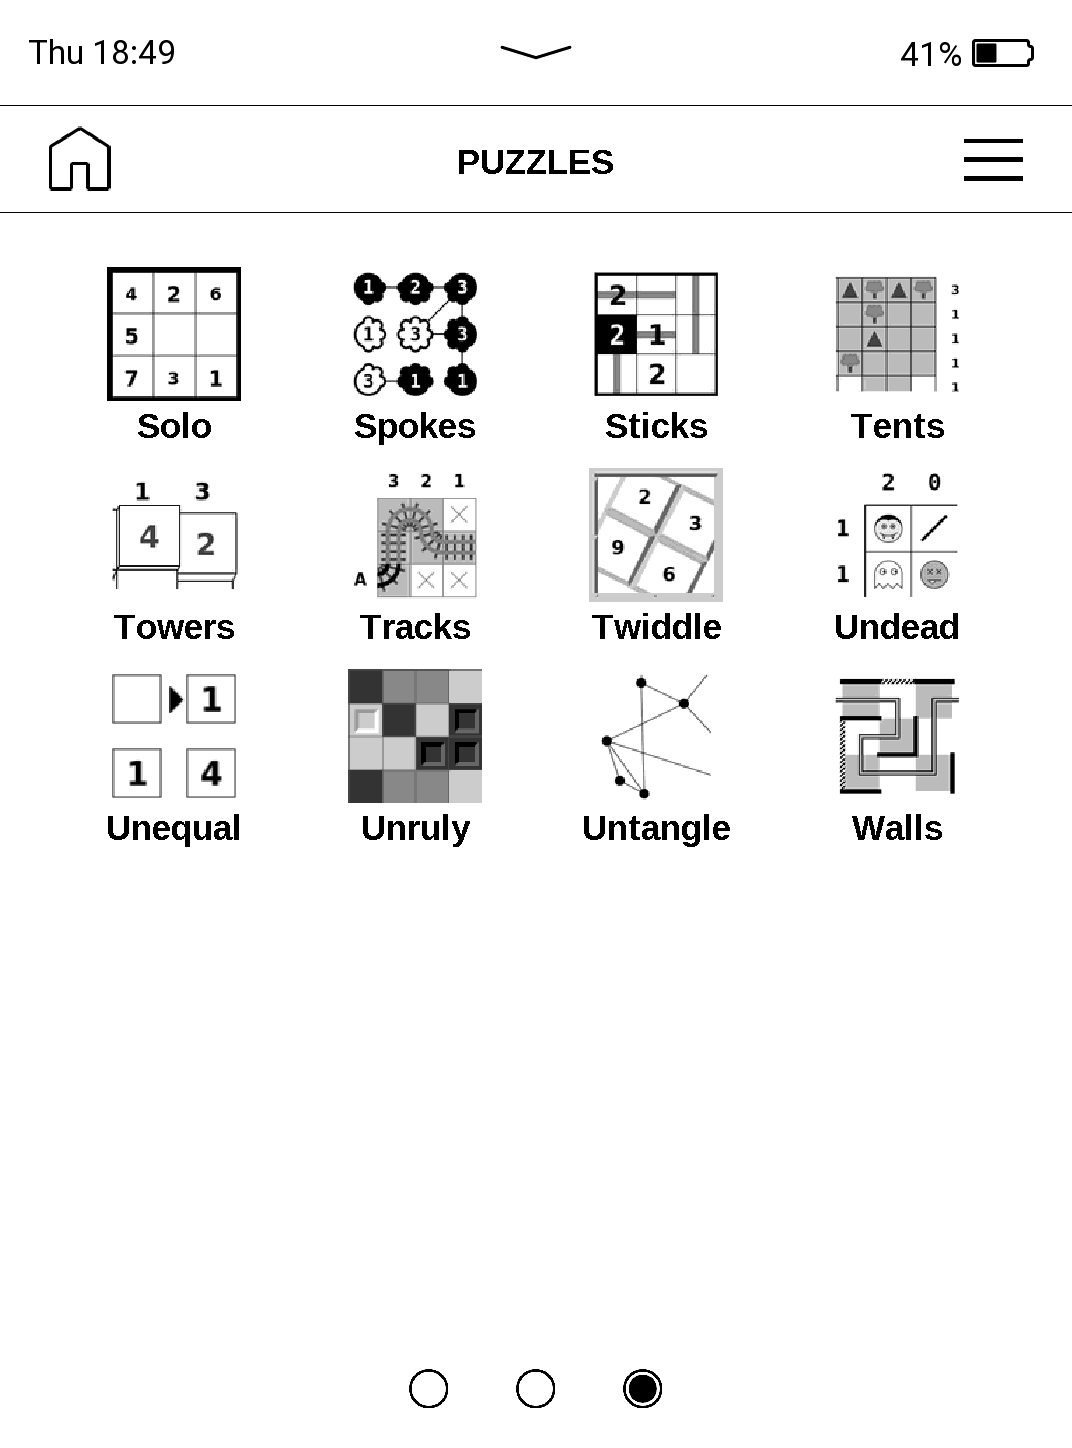 Thu 18:49 41%
PUZZLES
4 2 6
5
7 3 1
1 2 3
1 3 3
3 1 1
2
2 1
2
3
1
1
1
1
Solo Spokes Sticks Tents
1 3
4 2
3 2 1
A
2
3
9
6
2 0
1
1
Towers Tracks Twiddle Undead
1
1 4
Unequal Unruly Untangle Walls